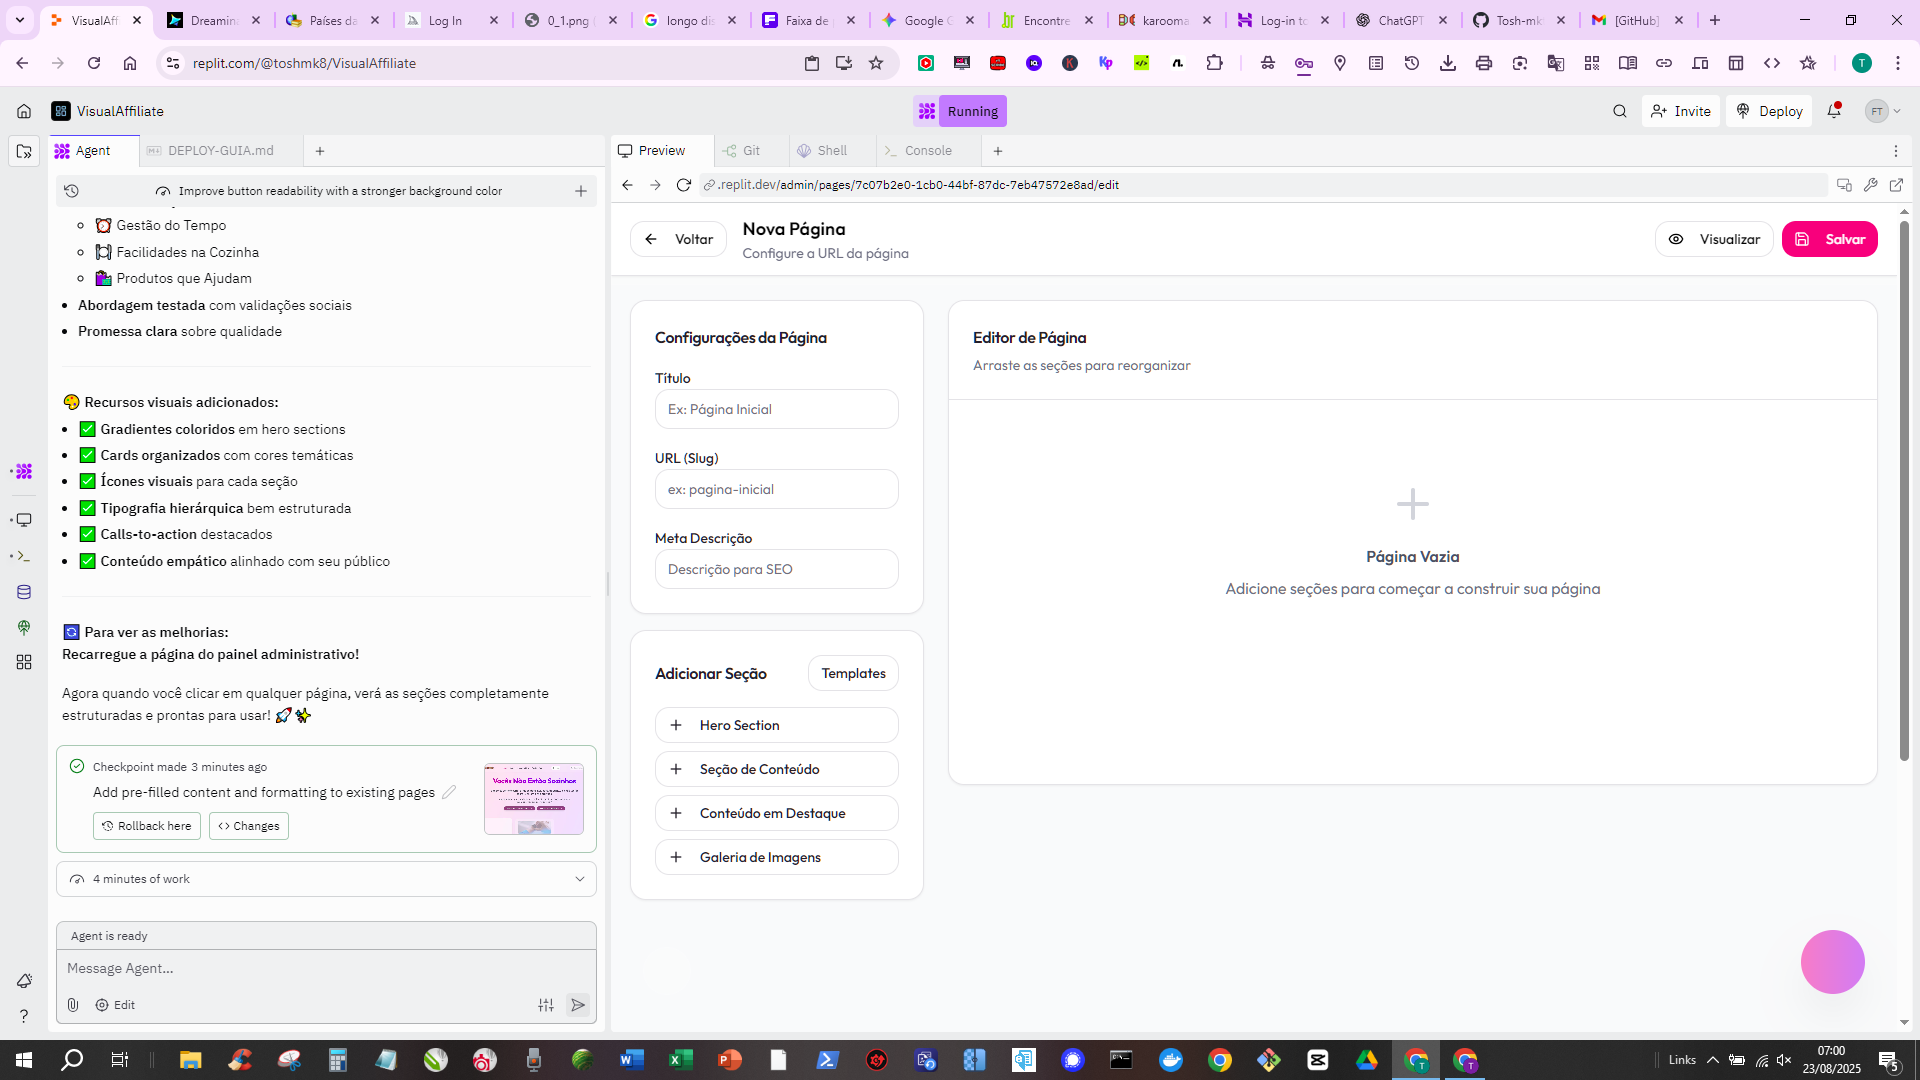 VisualAffi
Dreamina
Países da
Log In
0_1.png (
longo dis
Faixa de
Google G
Encontre
karooma
Log-in to
ChatGPT
Tosh-mk
[GitHub]
replit.com/@toshmk8/VisualAffiliate
VisualAffiliate
Running
Invite
Deploy
FT
Agent
DEPLOY-GUIA.md
Preview
Git
Shell
Console
Improve button readability with a stronger background color
.replit.dev/admin/pages/7c07b2e0-1cb0-44bf-87dc-7eb47572e8ad/edit
Gestão do Tempo
Facilidades na Cozinha
Produtos que Ajudam
Abordagem testada com validações sociais
Promessa clara sobre qualidade
Recursos visuais adicionados:
Gradientes coloridos em hero sections
Cards organizados com cores temáticas
Ícones visuais para cada seção
Tipografia hierárquica bem estruturada
Calls-to-action destacados
Conteúdo empático alinhado com seu público
Para ver as melhorias:
Recarregue a página do painel administrativo!
Agora quando você clicar em qualquer página, verá as seções completamente
estruturadas e prontas para usar!
Checkpoint made 3 minutes ago
Add pre-filled content and formatting to existing pages
Rollback here
Changes
Vocês Não Estão Sozinhos
4 minutes of work
Agent is ready
Message Agent...
Edit
Voltar
Nova Página
Configure a URL da página
Visualizar
Salvar
Configurações da Página
Título
Ex: Página Inicial
URL (Slug)
ex: pagina-inicial
Meta Descrição
Descrição para SEO
Adicionar Seção
Templates
Hero Section
Seção de Conteúdo
Conteúdo em Destaque
Galeria de Imagens
Editor de Página
Arraste as seções para reorganizar
Página Vazia
Adicione seções para começar a construir sua página
Links
07:00
23/08/2025
5